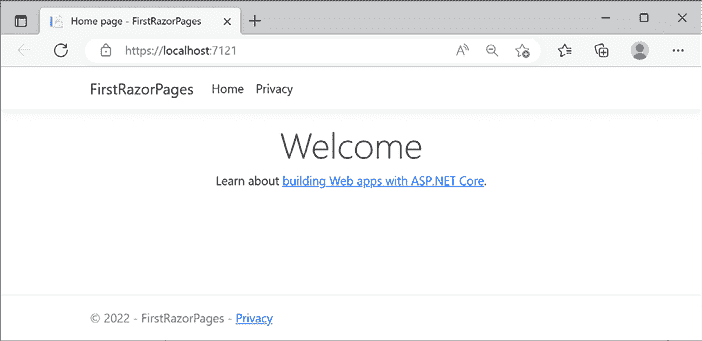 Home page - FirstRazorPages
https://localhost:7121
FirstRazorPages Home Privacy
Welcome
Learn about building Web apps with ASP.NET Core.
© 2022 - FirstRazorPages - Privacy